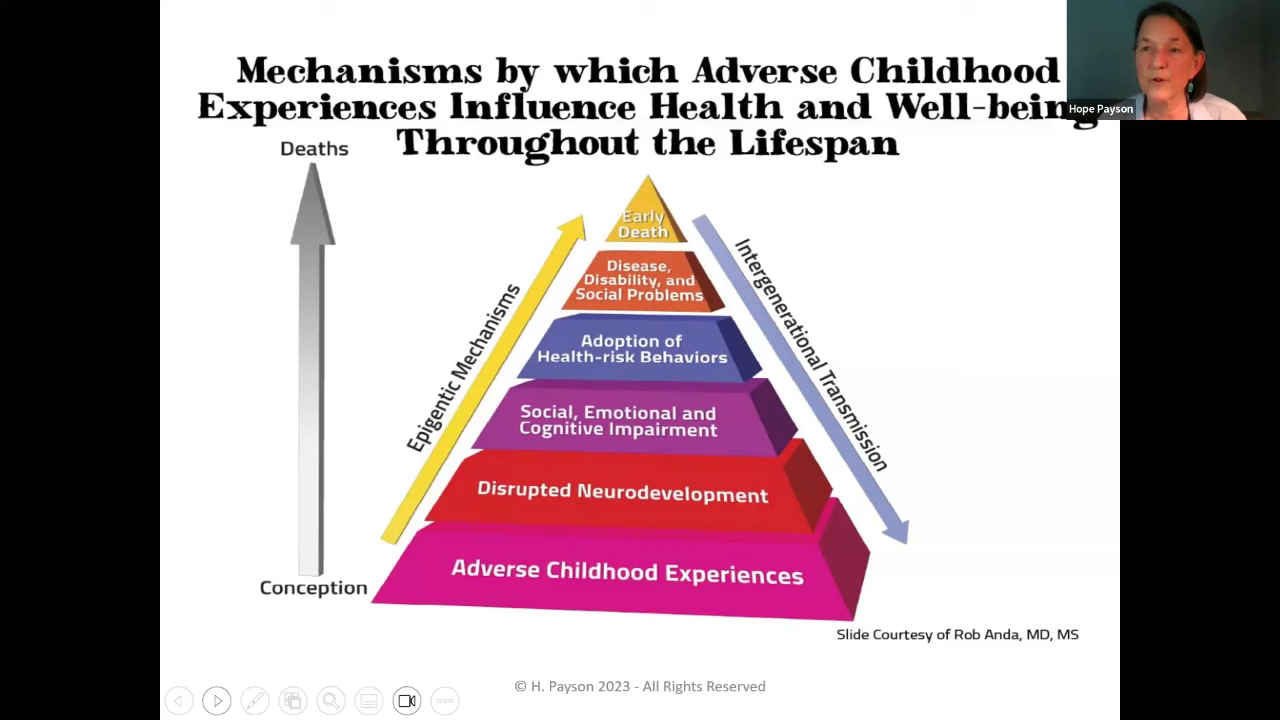 Mechanisms by which Adverse Childhood
Experiences Influence Health and Well-being
Throughout the Lifespan
Hope Payson
Deaths
Early
Death
Disease,
Disability, and
Social Problems
Adoption of
Health-risk Behaviors
Social, Emotional and
Cognitive Impairment
Disrupted Neurodevelopment
Adverse Childhood Experiences
Epigentic Mechanisms
Intergenerational Transmission
Conception
Slide Courtesy of Rob Anda, MD, MS
© H. Payson 2023 - All Rights Reserved